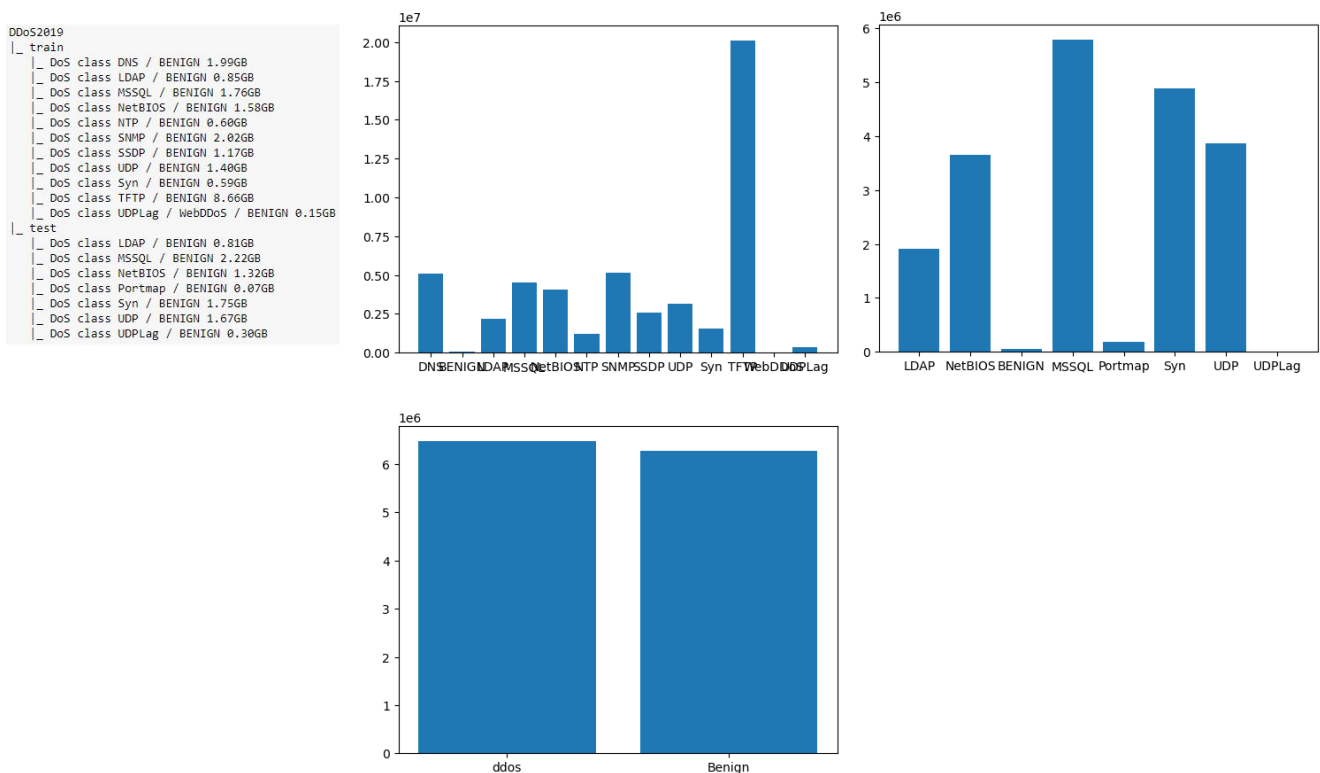 DDoS2019
|_ train
|_ DoS class DNS / BENIGN 1.99GB
|_ DoS class LDAP / BENIGN 0.85GB
|_ DoS class MSSQL / BENIGN 1.76GB
|_ DoS class NetBIOS / BENIGN 1.58GB
|_ DoS class NTP / BENIGN 0.60GB
|_ DoS class SNMP / BENIGN 2.02GB
|_ DoS class SSDP / BENIGN 1.17GB
|_ DoS class UDP / BENIGN 1.40GB
|_ DoS class Syn / BENIGN 0.59GB
|_ DoS class TFTP / BENIGN 8.66GB
|_ DoS class UDPLag / WebDDoS / BENIGN 0.15GB
|_ test
|_ DoS class LDAP / BENIGN 0.81GB
|_ DoS class MSSQL / BENIGN 2.22GB
|_ DoS class NetBIOS / BENIGN 1.32GB
|_ DoS class Portmap / BENIGN 0.07GB
|_ DoS class Syn / BENIGN 1.75GB
|_ DoS class UDP / BENIGN 1.67GB
|_ DoS class UDPLag / BENIGN 0.30GB
1e7
2.00
1.75
1.50
1.25
1.00
0.75
0.50
0.25
0.00
DNS BENIGN LDAP MSSQL NetBIOS NTP SNMP SSDP UDP Syn TFTP WebDDoS UDPLag
1e6
6
5
4
3
2
1
0
LDAP NetBIOS BENIGN MSSQL Portmap Syn UDP UDPLag
1e6
6
5
4
3
2
1
0
ddos Benign